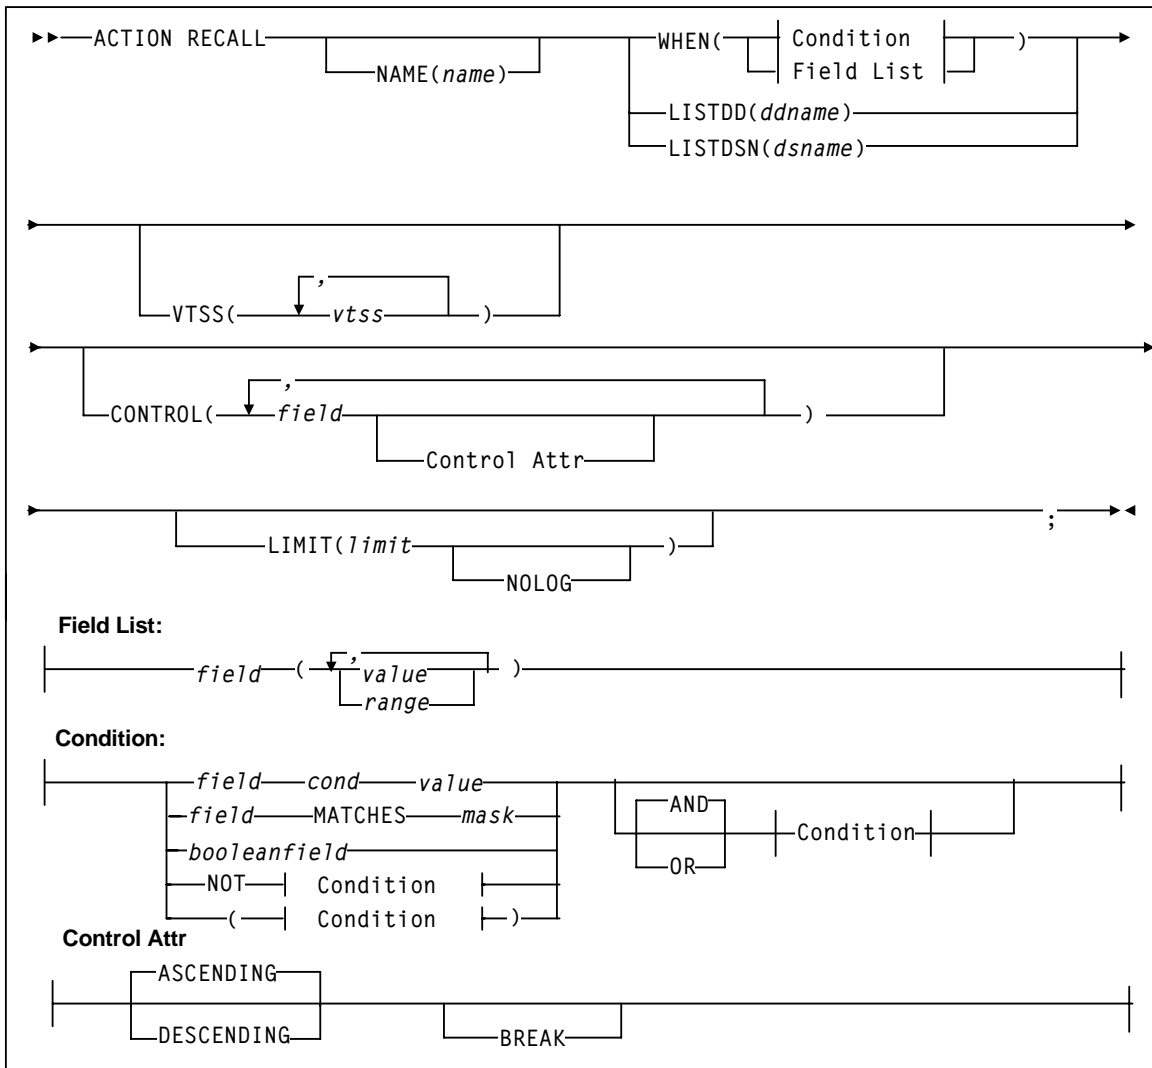 ACTION RECALL WHEN( Condition )
NAME(name) Field List
LISTDD(ddname)
LISTDSN(dsname)
,
VTSS( vtss )
,
CONTROL( field )
Control Attr
;
LIMIT(limit )
NOLOG
Field List:
,
field ( value )
range
Condition:
field cond value
AND
field MATCHES mask
Condition
booleanfield
OR
NOT Condition
( Condition )
Control Attr
ASCENDING
DESCENDING
BREAK